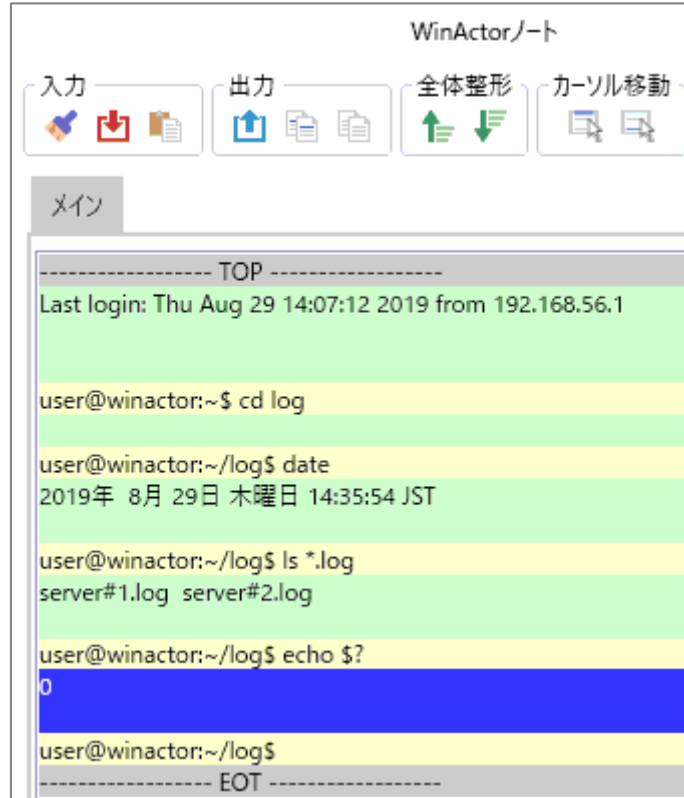 WinActorノート
入力 出力 全体整形 カーソル移動
メイン
------------------ TOP ------------------
Last login: Thu Aug 29 14:07:12 2019 from 192.168.56.1
user@winactor:~$ cd log
user@winactor:~/log$ date
2019年 8月 29日 木曜日 14:35:54 JST
user@winactor:~/log$ ls *.log
server#1.log server#2.log
user@winactor:~/log$ echo $?
0
user@winactor:~/log$
------------------ EOT ------------------